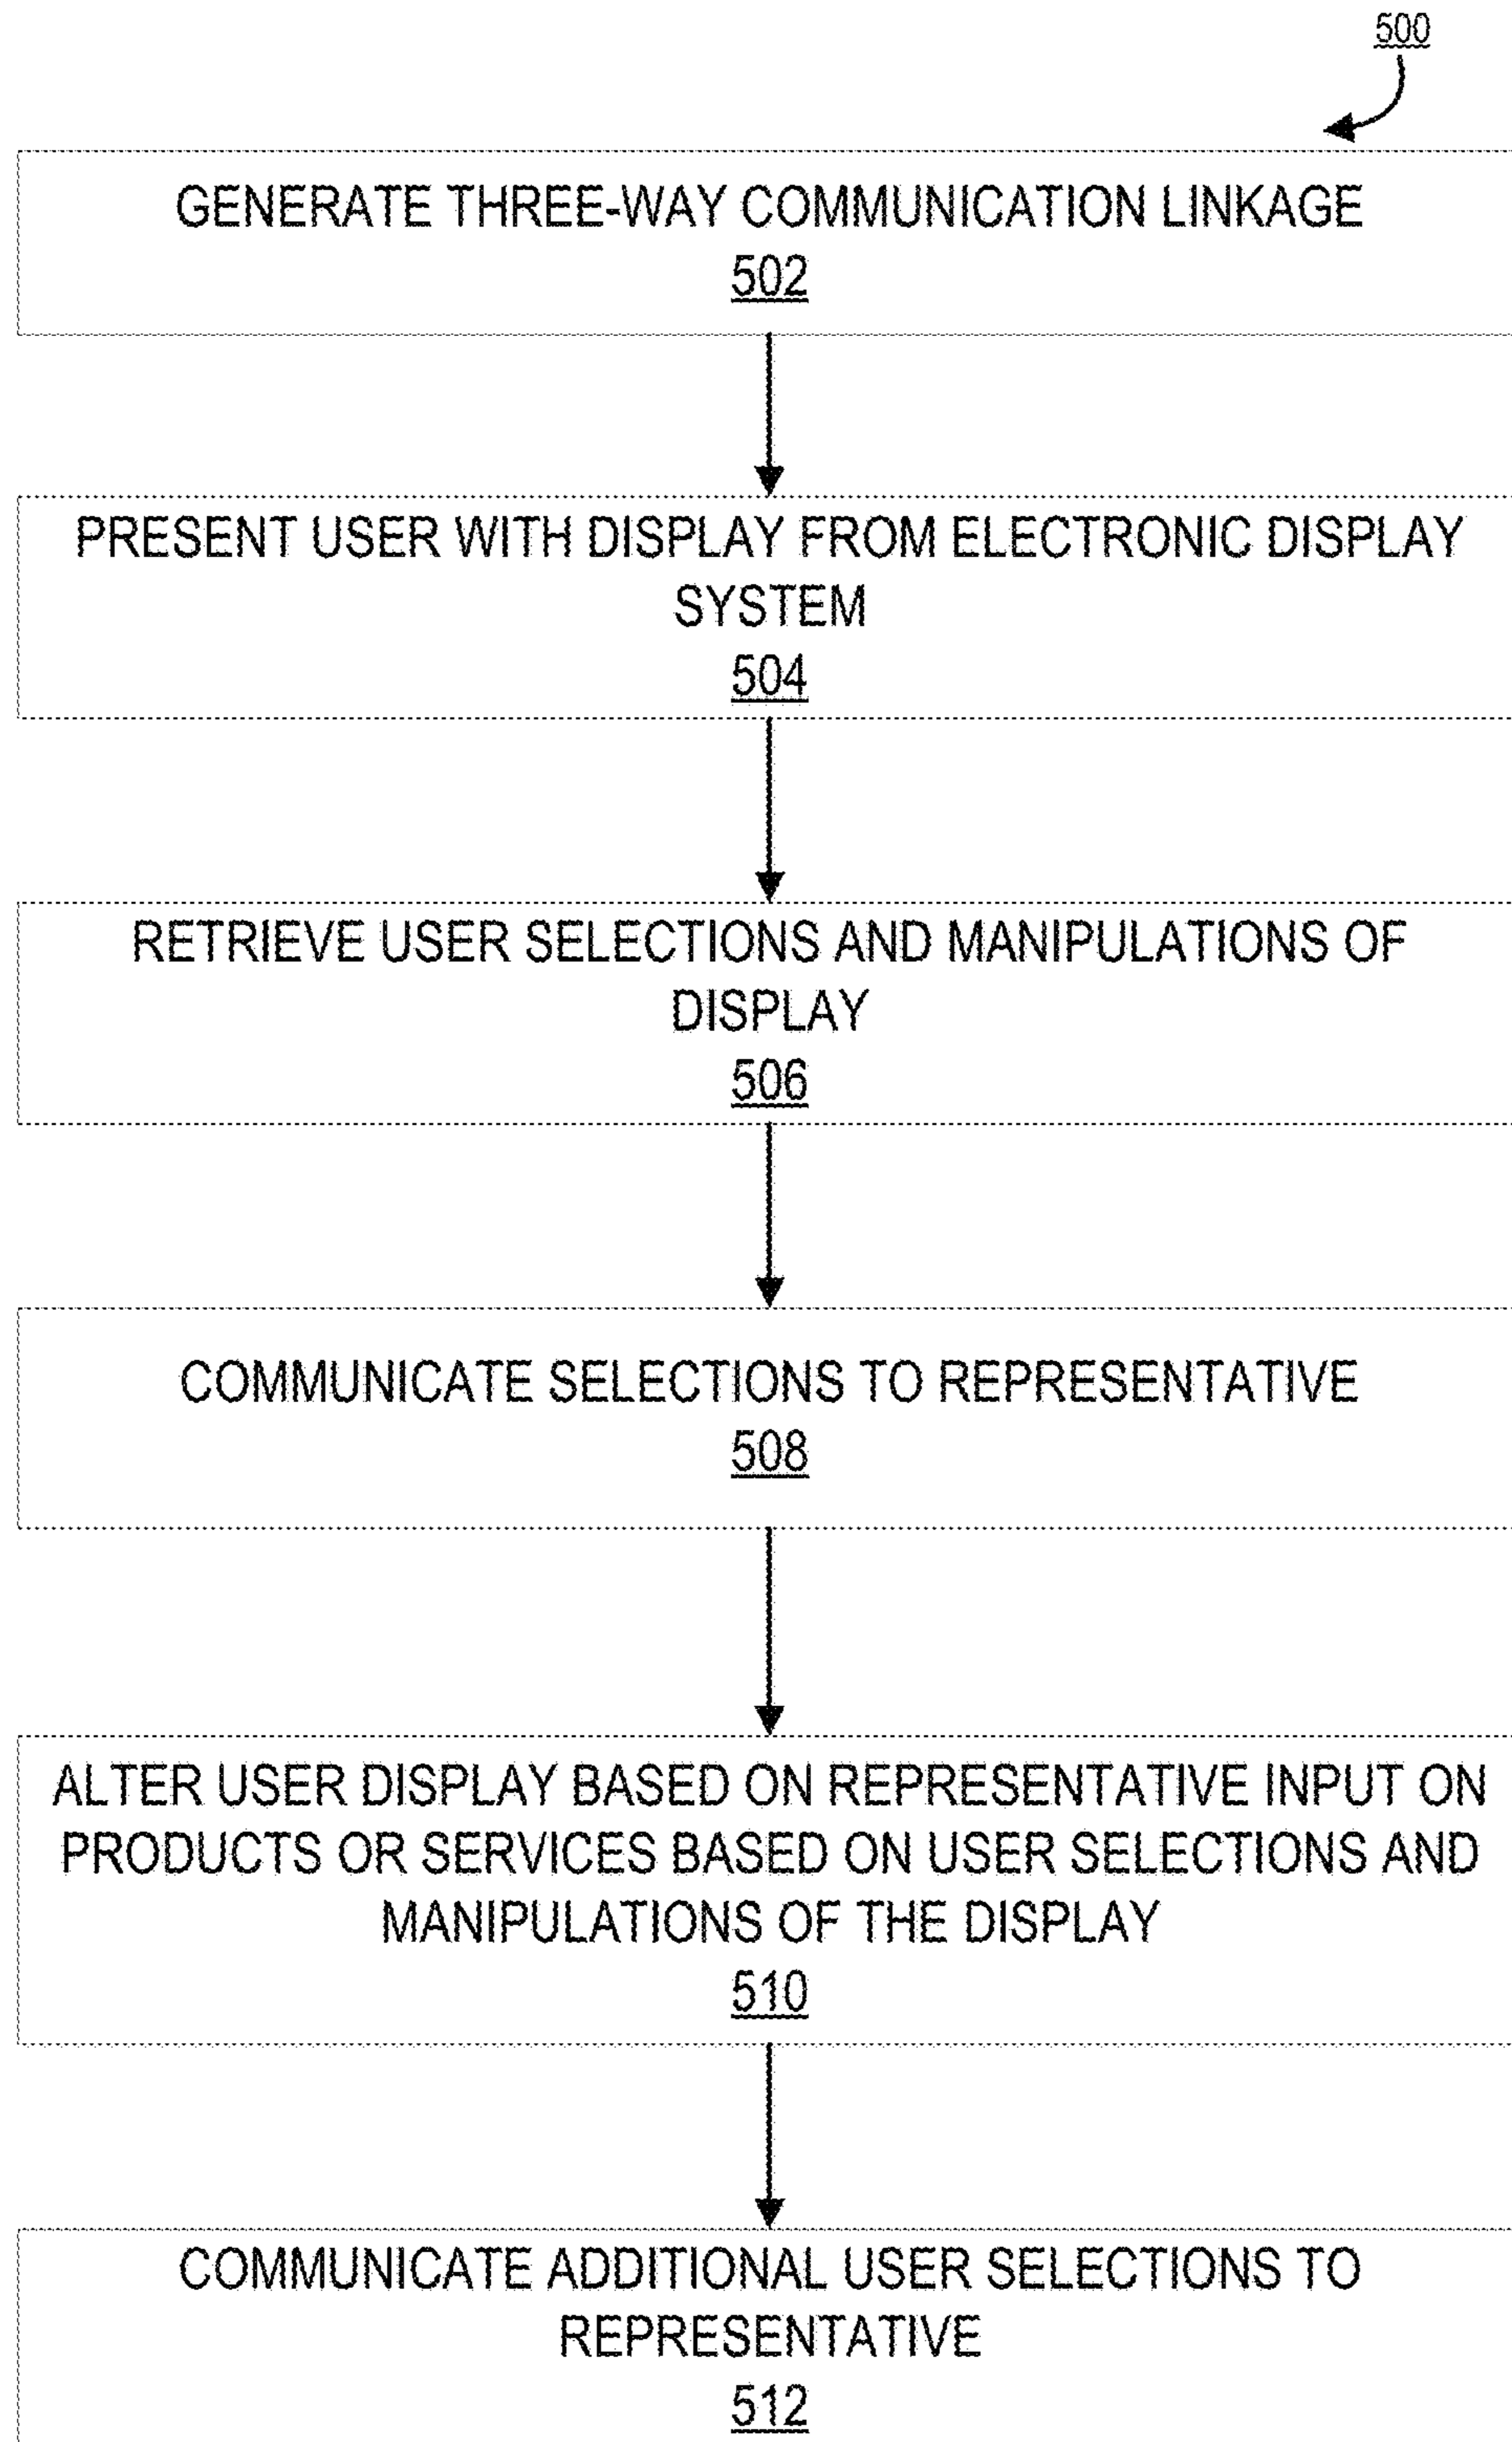 500
GENERATE THREE-WAY COMMUNICATION LINKAGE
502
PRESENT USER WITH DISPLAY FROM ELECTRONIC DISPLAY
SYSTEM
504
RETRIEVE USER SELECTIONS AND MANIPULATIONS OF
DISPLAY
506
COMMUNICATE SELECTIONS TO REPRESENTATIVE
508
ALTER USER DISPLAY BASED ON REPRESENTATIVE INPUT ON
PRODUCTS OR SERVICES BASED ON USER SELECTIONS AND
MANIPULATIONS OF THE DISPLAY
510
COMMUNICATE ADDITIONAL USER SELECTIONS TO
REPRESENTATIVE
512